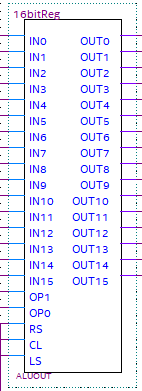 16bitReg
IN0 OUT0
IN1 OUT1
IN2 OUT2
IN3 OUT3
IN4 OUT4
IN5 OUT5
IN6 OUT6
IN7 OUT7
IN8 OUT8
IN9 OUT9
IN10 OUT10
IN11 OUT11
IN12 OUT12
IN13 OUT13
IN14 OUT14
IN15 OUT15
OP1
OP0
RS
CL
LS
ALUOUT